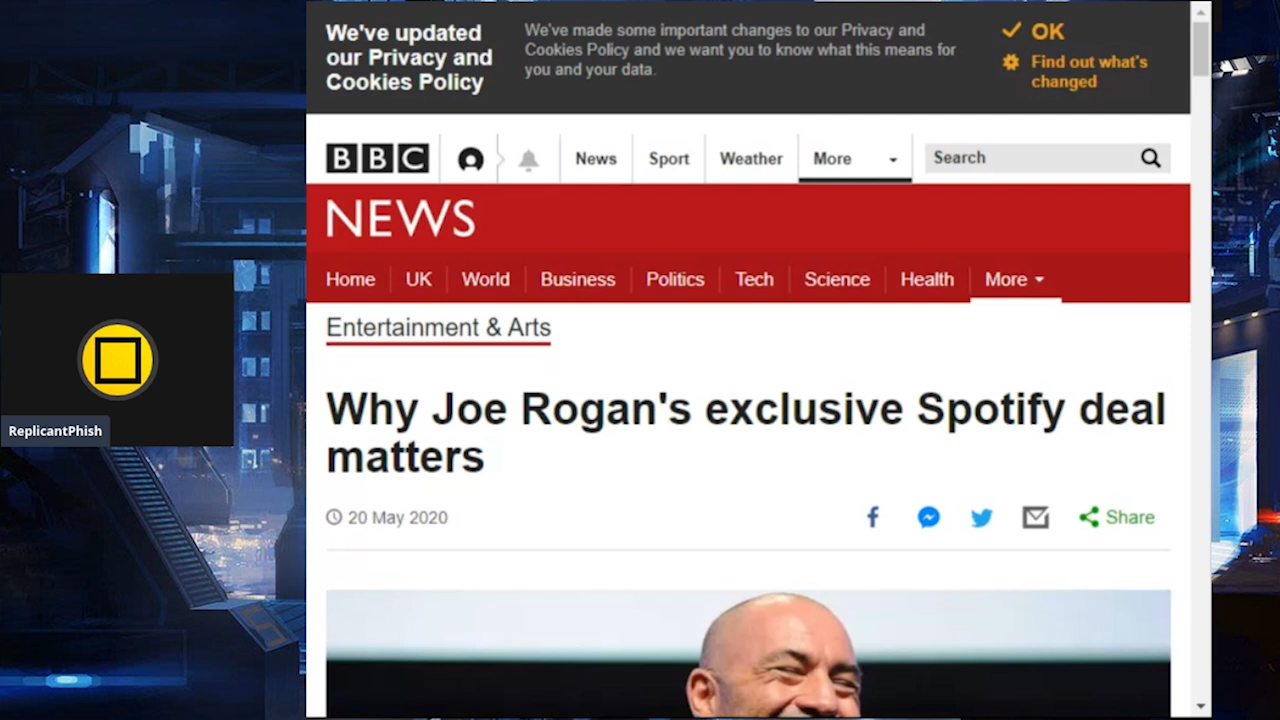 We've updated
our Privacy and
Cookies Policy
We've made some important changes to our Privacy and
Cookies Policy and we want you to know what this means for
you and your data.
OK
Find out what's
changed
BBC
News
Sport
Weather
More
Search
NEWS
Home
UK
World
Business
Politics
Tech
Science
Health
More
Entertainment & Arts
Why Joe Rogan's exclusive Spotify deal
matters
20 May 2020
Share
ReplicantPhish